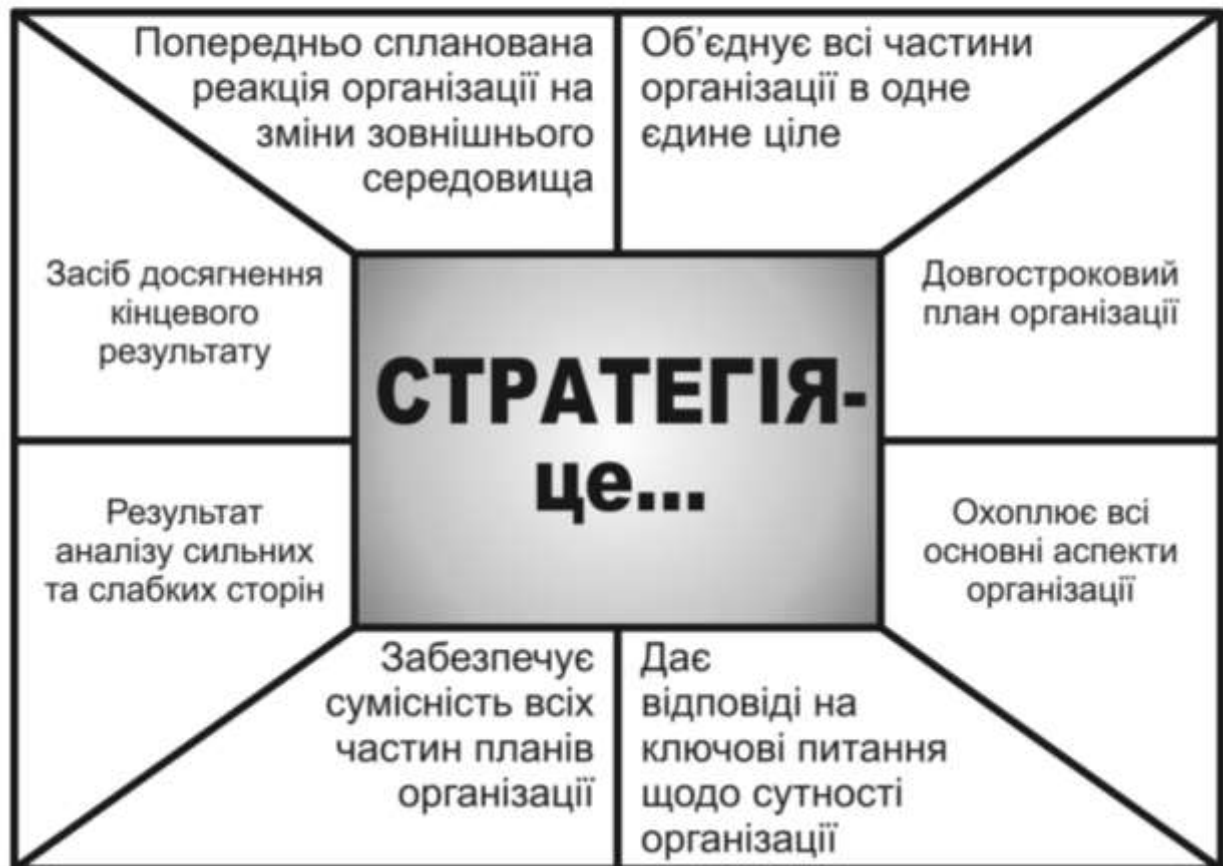 Попередньо спланована
реакція організації на
зміни зовнішнього
середовища
Об’єднує всі частини
організації в одне
єдине ціле
Засіб досягнення
кінцевого
результату
СТРАТЕГІЯ-
це...
Довгостроковий
план організації
Результат
аналізу сильних
та слабких сторін
Охоплює всі
основні аспекти
організації
Забезпечує
сумісність всіх
частин планів
організації
Дає
відповіді на
ключові питання
щодо сутності
організації